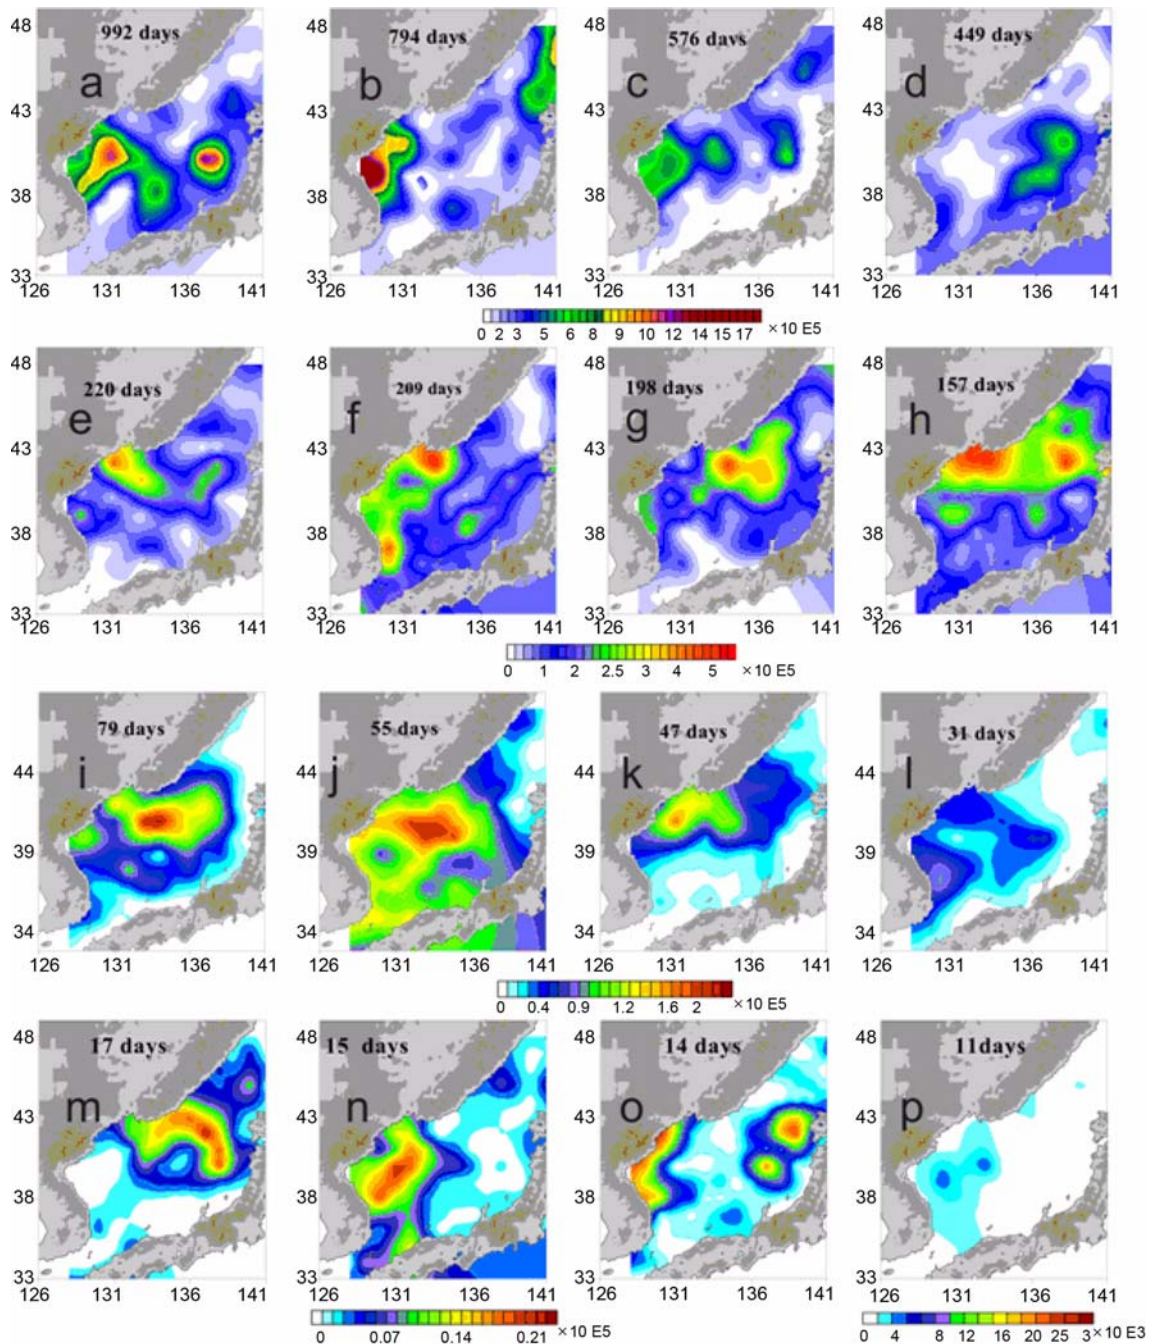 992 days 794 days 576 days 449 days
a b c d
48 48 48 48
43 43 43 43
38 38 38 38
33 33 33 33
126 131 136 141 126 131 136 141 126 131 136 141 126 131 136 141
0 2 3 5 6 8 9 10 12 14 15 17 × 10 E5
220 days 209 days 198 days 157 days
e f g h
48 48 48 48
43 43 43 43
38 38 38 38
33 33 33 33
126 131 136 141 126 131 136 141 126 131 136 141 126 131 136 141
0 1 2 2.5 3 4 5 × 10 E5
79 days 55 days 47 days 31 days
i j k l
44 44 44 44
39 39 39 39
34 34 34 34
126 131 136 141 126 131 136 141 126 131 136 141 126 131 136 141
0 0.4 0.9 1.2 1.6 2 × 10 E5
17 days 15 days 14 days 11days
m n o p
48 48 48 48
43 43 43 43
38 38 38 38
33 33 33 33
126 131 136 141 126 131 136 141 126 131 136 141 126 131 136 141
0 0.07 0.14 0.21 × 10 E5
0 4 8 12 16 20 25 3 × 10 E3